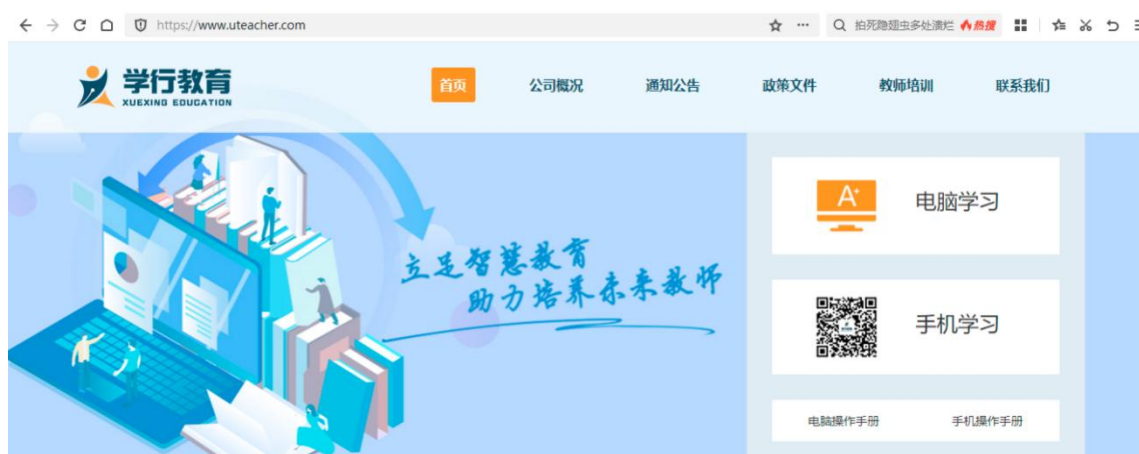 https://www.uteacher.com
拍死隐翅虫多处溃烂 热搜
学行教育
XUEXING EDUCATION
首页 公司概况 通知公告 政策文件 教师培训 联系我们
A+
电脑学习
立足智慧教育
助力培养未来教师
手机学习
电脑操作手册 手机操作手册